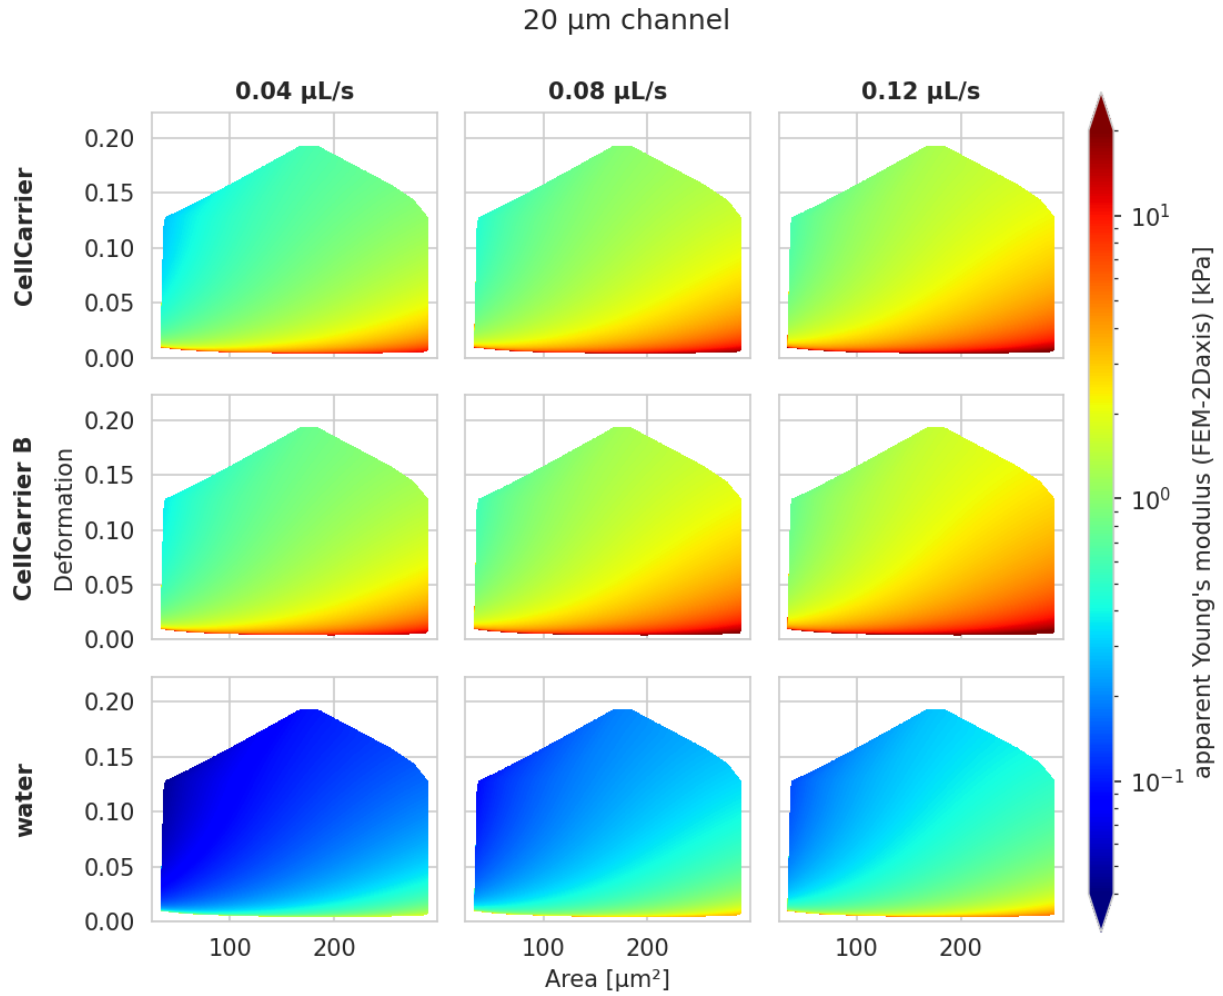 20 µm channel
0.04 µL/s
0.08 µL/s
0.12 µL/s
CellCarrier
0.20
0.15
0.10
0.05
0.00
CellCarrier B
Deformation
0.20
0.15
0.10
0.05
0.00
water
0.20
0.15
0.10
0.05
0.00
100 200
100 200
100 200
Area [µm²]
10¹
10⁰
10⁻¹
apparent Young's modulus (FEM-2Daxis) [kPa]